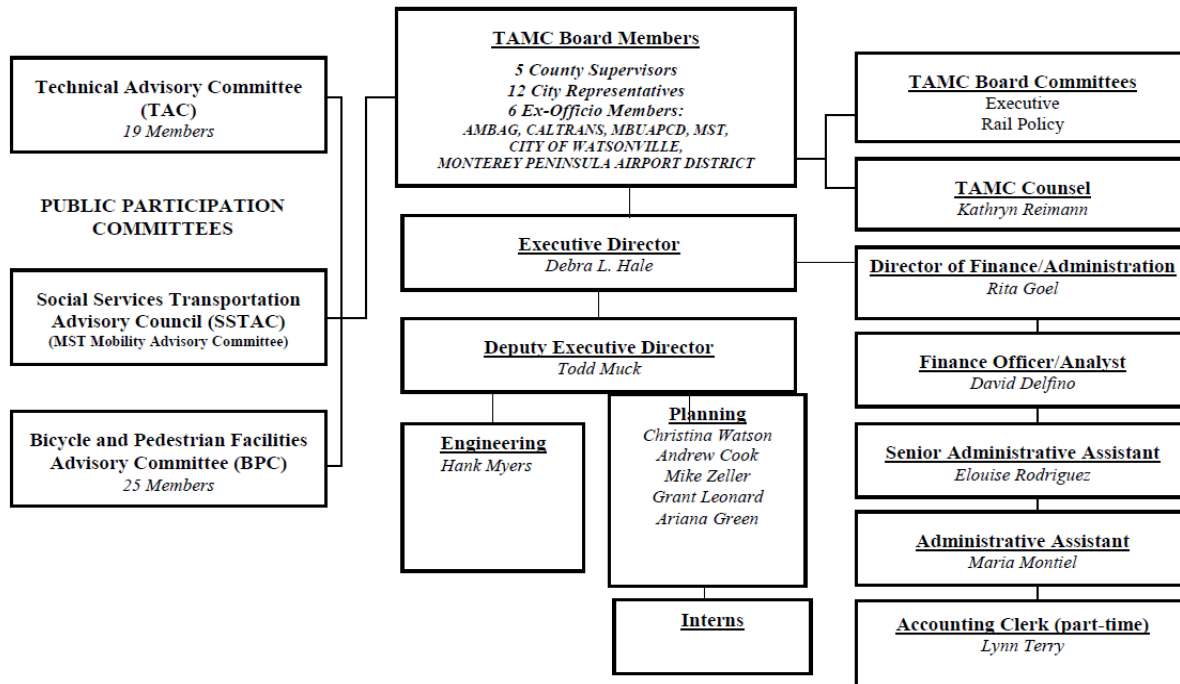 TAMC Board Members
5 County Supervisors
12 City Representatives
6 Ex-Officio Members:
AMBAG, CALTRANS, MBUAPCD, MST,
CITY OF WATSONVILLE,
MONTEREY PENINSULA AIRPORT DISTRICT
Technical Advisory Committee
(TAC)
19 Members
PUBLIC PARTICIPATION
COMMITTEES
Social Services Transportation
Advisory Council (SSTAC)
(MST Mobility Advisory Committee)
Bicycle and Pedestrian Facilities
Advisory Committee (BPC)
25 Members
TAMC Board Committees
Executive
Rail Policy
TAMC Counsel
Kathryn Reimann
Executive Director
Debra L. Hale
Deputy Executive Director
Todd Muck
Engineering
Hank Myers
Planning
Christina Watson
Andrew Cook
Mike Zeller
Grant Leonard
Ariana Green
Interns
Director of Finance/Administration
Rita Goel
Finance Officer/Analyst
David Delfino
Senior Administrative Assistant
Elouise Rodriguez
Administrative Assistant
Maria Montiel
Accounting Clerk (part-time)
Lynn Terry